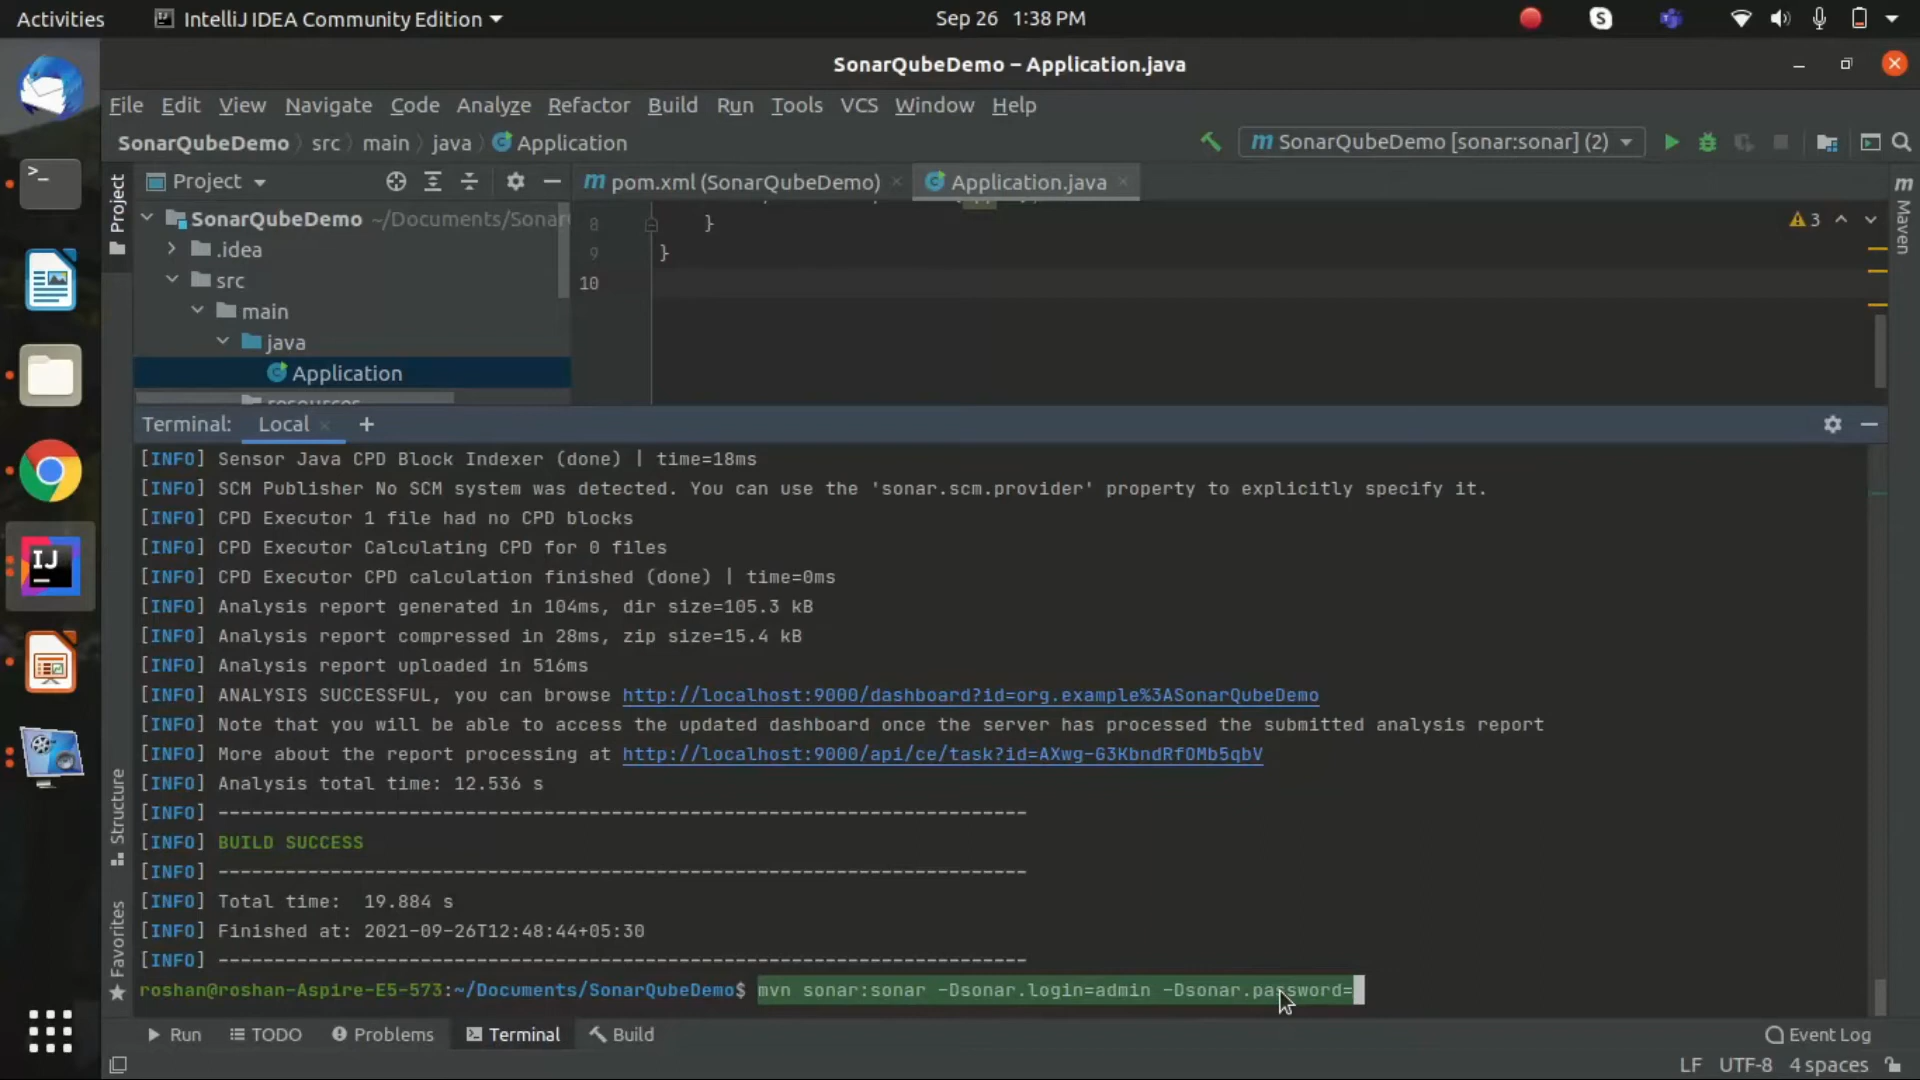 Activities IntelliJ IDEA Community Edition Sep 26 1:38 PM
SonarQubeDemo – Application.java
File Edit View Navigate Code Analyze Refactor Build Run Tools VCS Window Help
SonarQubeDemo src main java Application SonarQubeDemo [sonar:sonar] (2)
Project Project pom.xml (SonarQubeDemo) Application.java Maven
SonarQubeDemo ~/Documents/Sonar 8 } 3
.idea 9 }
src 10
main
java
Application
resources
Terminal: Local +
[INFO] Sensor Java CPD Block Indexer (done) | time=18ms
[INFO] SCM Publisher No SCM system was detected. You can use the 'sonar.scm.provider' property to explicitly specify it.
[INFO] CPD Executor 1 file had no CPD blocks
[INFO] CPD Executor Calculating CPD for 0 files
[INFO] CPD Executor CPD calculation finished (done) | time=0ms
[INFO] Analysis report generated in 104ms, dir size=105.3 kB
[INFO] Analysis report compressed in 28ms, zip size=15.4 kB
[INFO] Analysis report uploaded in 516ms
[INFO] ANALYSIS SUCCESSFUL, you can browse http://localhost:9000/dashboard?id=org.example%3ASonarQubeDemo
[INFO] Note that you will be able to access the updated dashboard once the server has processed the submitted analysis report
[INFO] More about the report processing at http://localhost:9000/api/ce/task?id=AXwg-G3KbndRfOMb5qbV
[INFO] Analysis total time: 12.536 s
[INFO] ------------------------------------------------------------------------
[INFO] BUILD SUCCESS
[INFO] ------------------------------------------------------------------------
[INFO] Total time:  19.884 s
[INFO] Finished at: 2021-09-26T12:48:44+05:30
[INFO] ------------------------------------------------------------------------
roshan@roshan-Aspire-E5-573:~/Documents/SonarQubeDemo$ mvn sonar:sonar -Dsonar.login=admin -Dsonar.password=
Structure
Favorites
Run TODO Problems Terminal Build Event Log
LF UTF-8 4 spaces